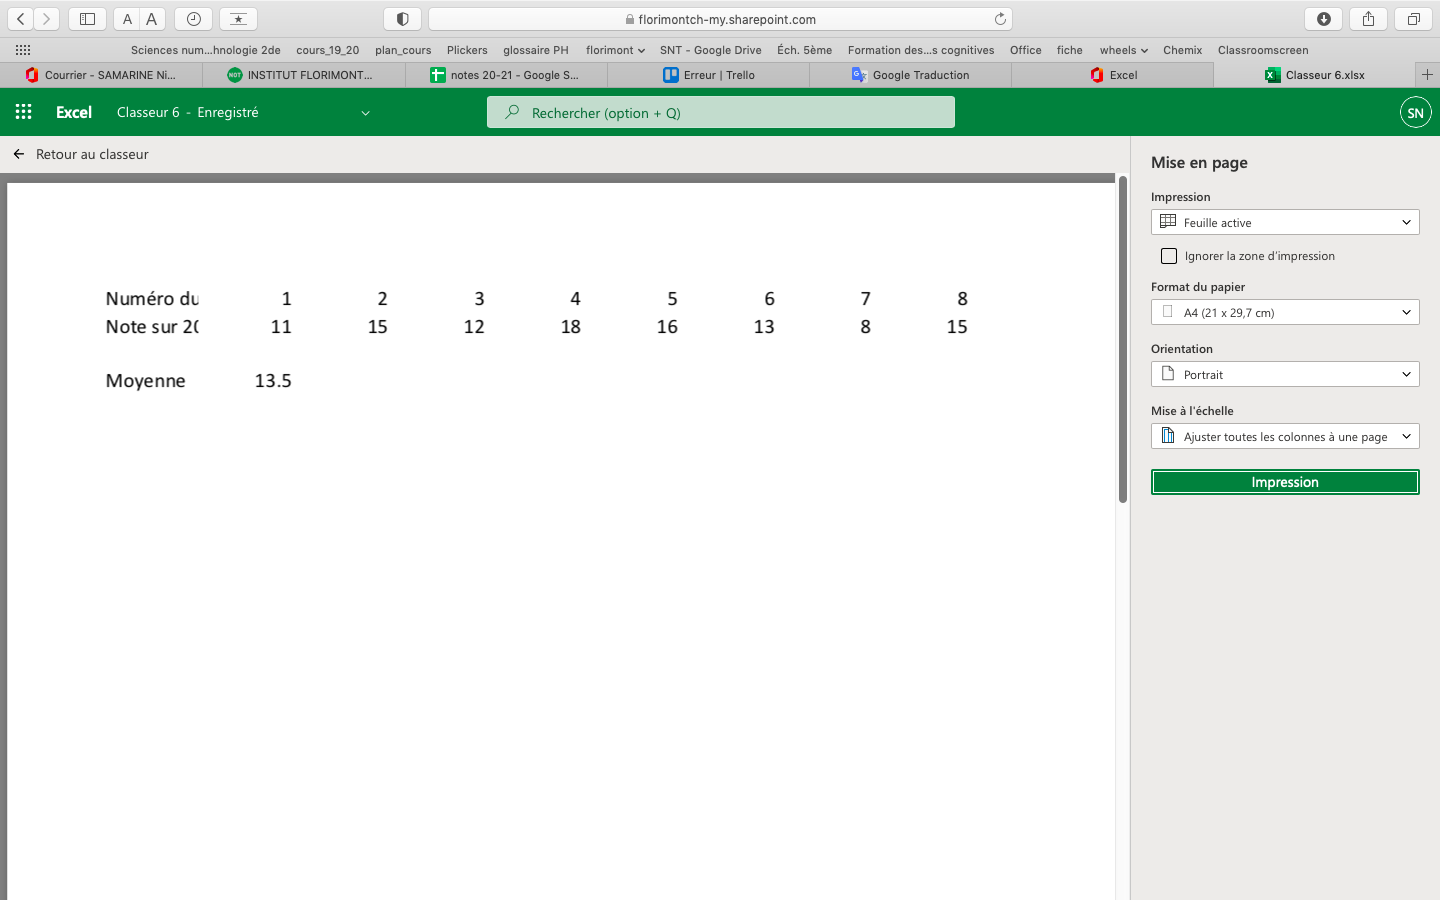 florimontch-my.sharepoint.com
Sciences num...hnologie 2de cours_19_20 plan_cours Plickers glossaire PH florimont SNT - Google Drive Éch. 5ème Formation des...s cognitives Office fiche wheels Chemix Classroomscreen
Courrier - SAMARINE Ni... INSTITUT FLORIMONT... notes 20-21 - Google S... Erreur | Trello Google Traduction Excel Classeur 6.xlsx
Excel Classeur 6 - Enregistré Rechercher (option + Q) SN
Retour au classeur
Mise en page
Impression
Feuille active
Ignorer la zone d'impression
Format du papier
A4 (21 x 29,7 cm)
Orientation
Portrait
Mise à l'échelle
Ajuster toutes les colonnes à une page
Impression
Numéro du 1 2 3 4 5 6 7 8
Note sur 20 11 15 12 18 16 13 8 15
Moyenne 13.5